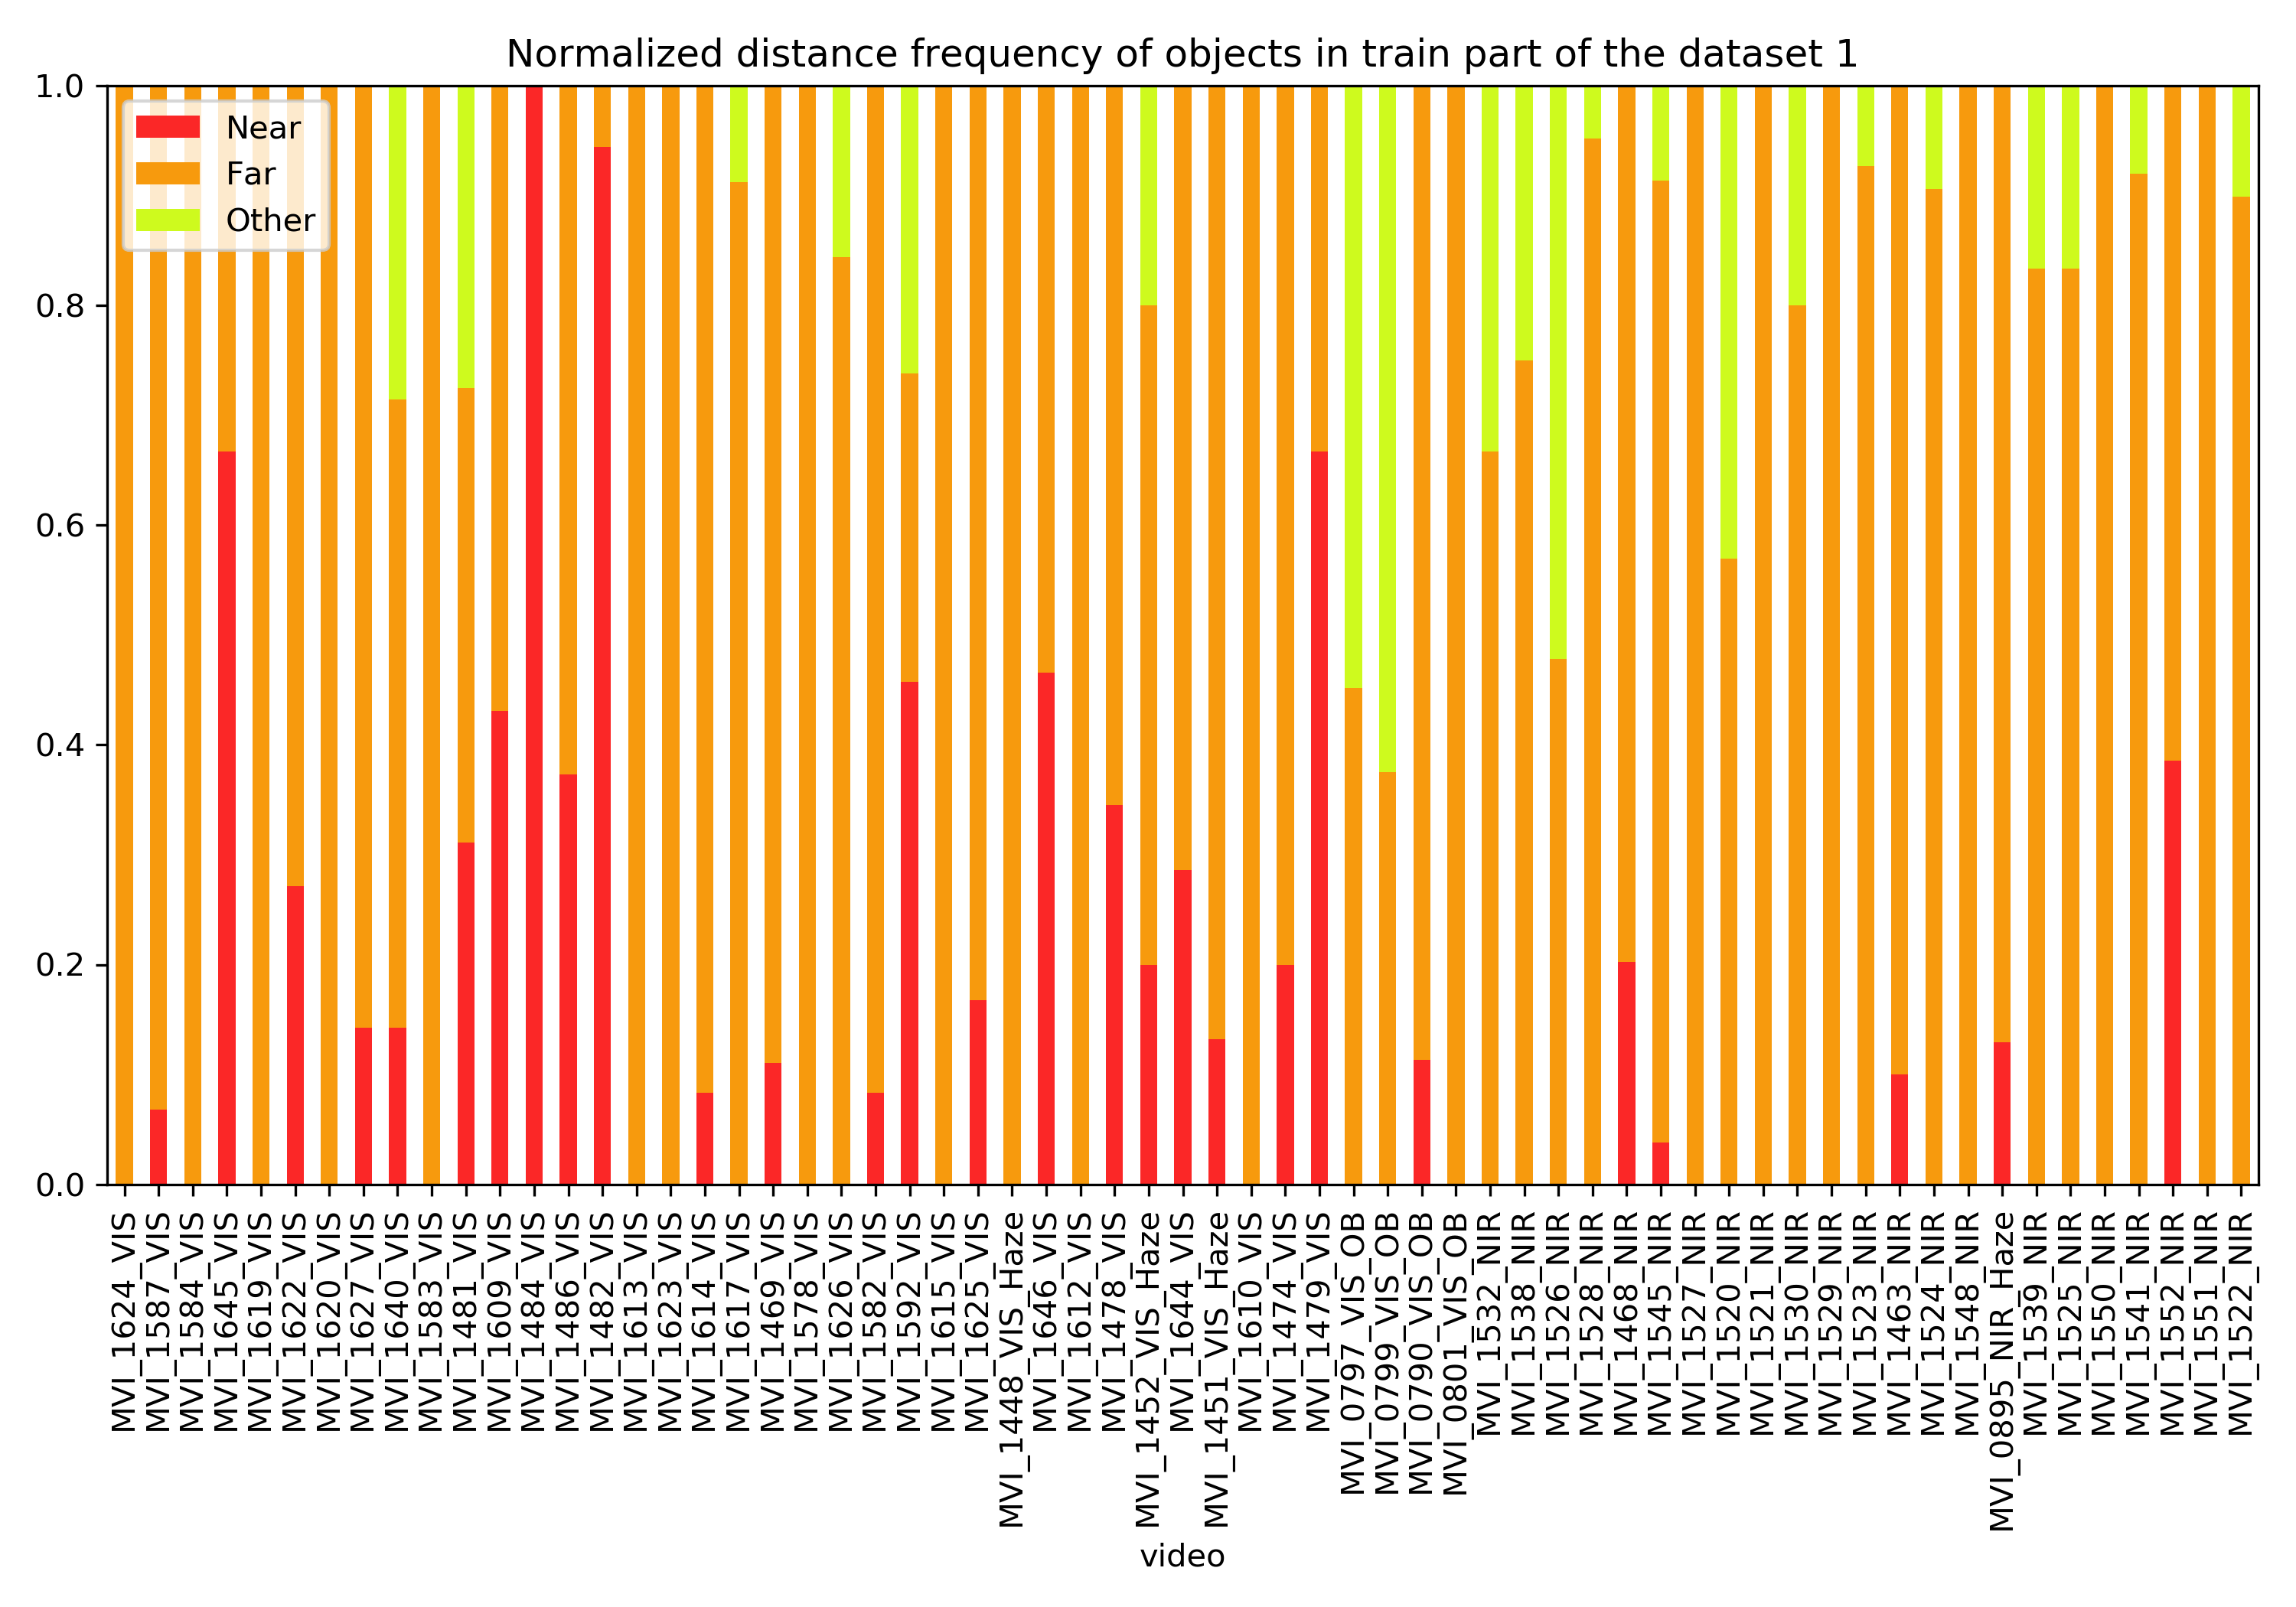 Normalized distance frequency of objects in train part of the dataset 1
1.0
0.8
0.6
0.4
0.2
0.0
Near
Far
Other
MVI_1624_VIS
MVI_1587_VIS
MVI_1584_VIS
MVI_1645_VIS
MVI_1619_VIS
MVI_1622_VIS
MVI_1620_VIS
MVI_1627_VIS
MVI_1640_VIS
MVI_1583_VIS
MVI_1481_VIS
MVI_1609_VIS
MVI_1484_VIS
MVI_1486_VIS
MVI_1482_VIS
MVI_1613_VIS
MVI_1623_VIS
MVI_1614_VIS
MVI_1617_VIS
MVI_1469_VIS
MVI_1578_VIS
MVI_1626_VIS
MVI_1582_VIS
MVI_1592_VIS
MVI_1615_VIS
MVI_1625_VIS
MVI_1448_VIS_Haze
MVI_1646_VIS
MVI_1612_VIS
MVI_1478_VIS
MVI_1452_VIS_Haze
MVI_1644_VIS
MVI_1451_VIS_Haze
MVI_1610_VIS
MVI_1474_VIS
MVI_1479_VIS
MVI_0797_VIS_OB
MVI_0799_VIS_OB
MVI_0790_VIS_OB
MVI_0801_VIS_OB
MVI_1532_NIR
MVI_1538_NIR
MVI_1526_NIR
MVI_1528_NIR
MVI_1468_NIR
MVI_1545_NIR
MVI_1527_NIR
MVI_1520_NIR
MVI_1521_NIR
MVI_1530_NIR
MVI_1529_NIR
MVI_1523_NIR
MVI_1463_NIR
MVI_1524_NIR
MVI_1548_NIR
MVI_0895_NIR_Haze
MVI_1539_NIR
MVI_1525_NIR
MVI_1550_NIR
MVI_1541_NIR
MVI_1552_NIR
MVI_1551_NIR
MVI_1522_NIR
video